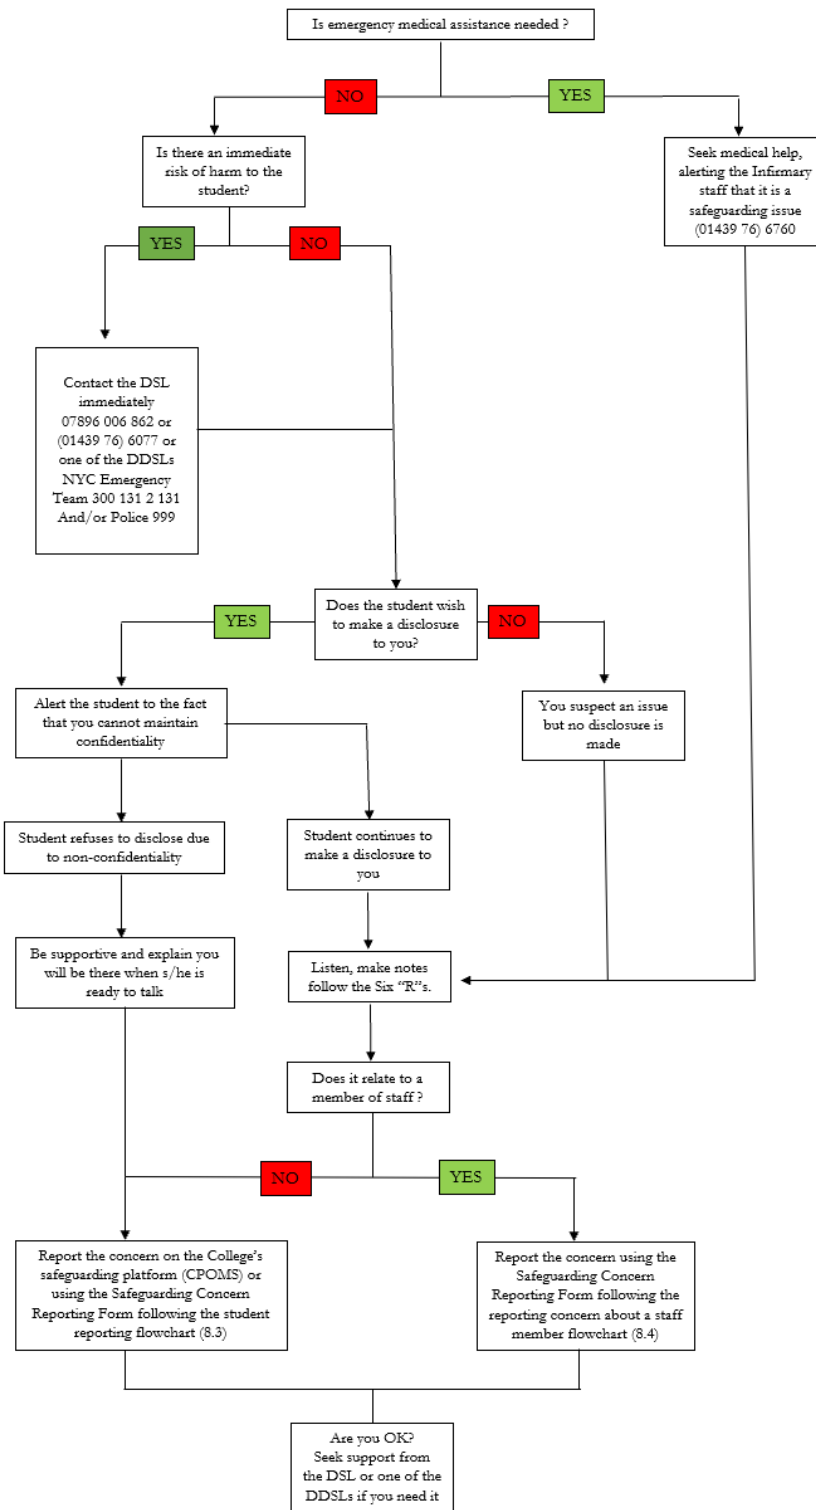 Is emergency medical assistance needed ?
NO
YES
Is there an immediate
risk of harm to the
student?
Seek medical help,
alerting the Infirmary
staff that it is a
safeguarding issue
(01439 76) 6760
YES
NO
Contact the DSL
immediately
07896 006 862 or
(01439 76) 6077 or
one of the DDSLs
NYC Emergency
Team 300 131 2 131
And/or Police 999
Does the student wish
to make a disclosure
to you?
YES
NO
Alert the student to the fact
that you cannot maintain
confidentiality
You suspect an issue
but no disclosure is
made
Student refuses to disclose due
to non-confidentiality
Student continues to
make a disclosure to
you
Be supportive and explain you
will be there when s/he is
ready to talk
Listen, make notes
follow the Six “R”s.
Does it relate to a
member of staff ?
NO
YES
Report the concern on the College’s
safeguarding platform (CPOMS) or
using the Safeguarding Concern
Reporting Form following the student
reporting flowchart (8.3)
Report the concern using the
Safeguarding Concern
Reporting Form following the
reporting concern about a staff
member flowchart (8.4)
Are you OK?
Seek support from
the DSL or one of the
DDSLs if you need it